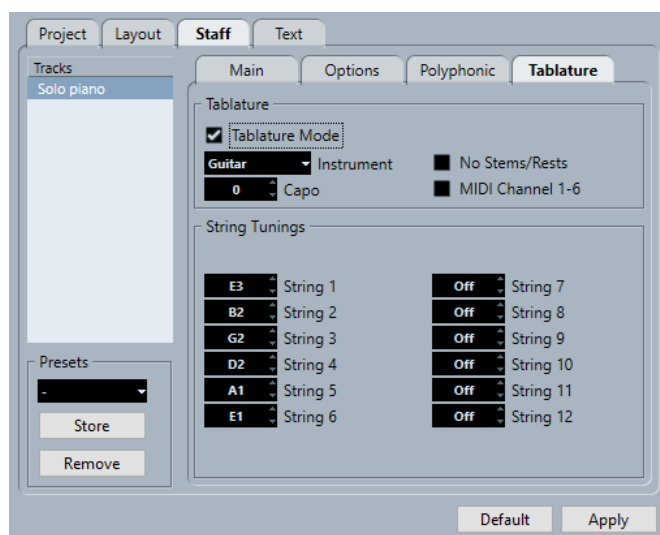 Project Layout Staff Text
Tracks
Solo piano
Main Options Polyphonic Tablature
Tablature
Tablature Mode
Guitar Instrument No Stems/Rests
0 Capo MIDI Channel 1-6
String Tunings
E3 String 1 Off String 7
B2 String 2 Off String 8
G2 String 3 Off String 9
D2 String 4 Off String 10
A1 String 5 Off String 11
E1 String 6 Off String 12
Presets
-
Store
Remove
Default Apply